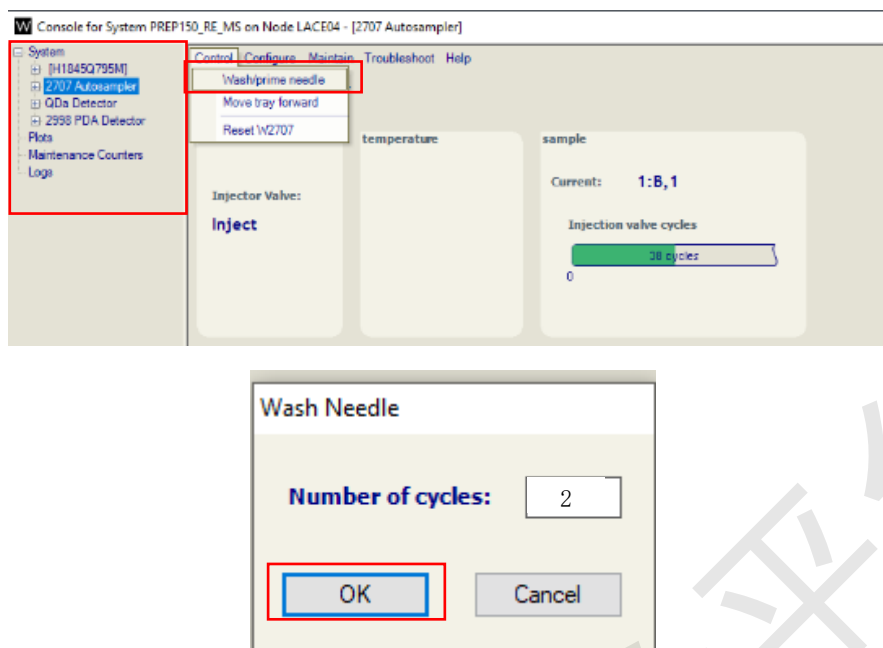 W Console for System PREP150_RE_MS on Node LACE04 - [2707 Autosampler]
System
[H1845Q795M]
2707 Autosampler
QDa Detector
2998 PDA Detector
Plots
Maintenance Counters
Logs
Control Configure Maintain Troubleshoot Help
Wash/prime needle
Move tray forward
Reset W2707
Injector Valve:
Inject
temperature
sample
Current: 1:B,1
Injection valve cycles
38 cycles
0
Wash Needle
Number of cycles: 2
OK Cancel
平